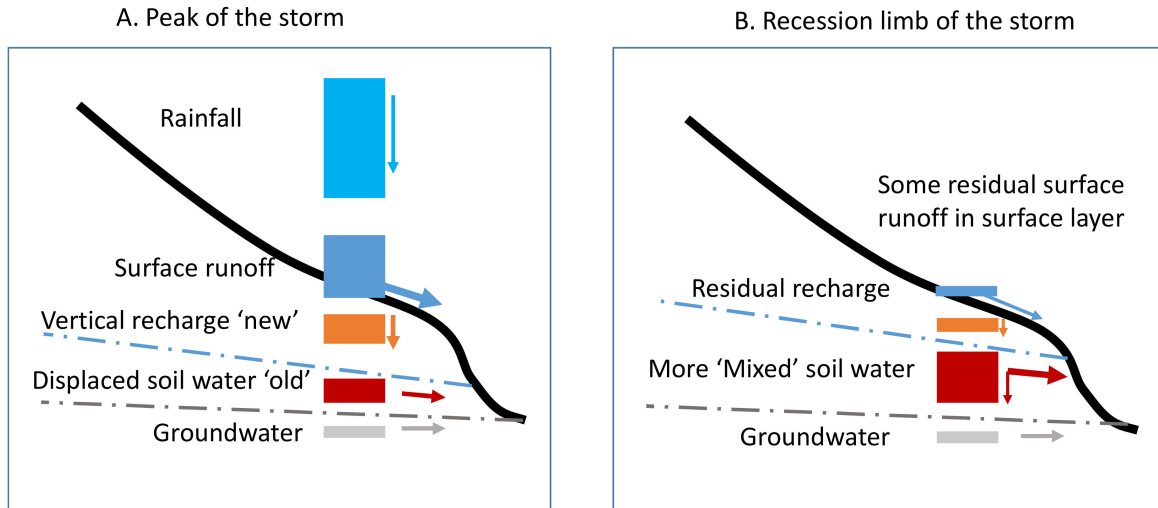 A. Peak of the storm
Rainfall
Surface runoff
Vertical recharge ‘new’
Displaced soil water ‘old’
Groundwater
B. Recession limb of the storm
Some residual surface
runoff in surface layer
Residual recharge
More ‘Mixed’ soil water
Groundwater